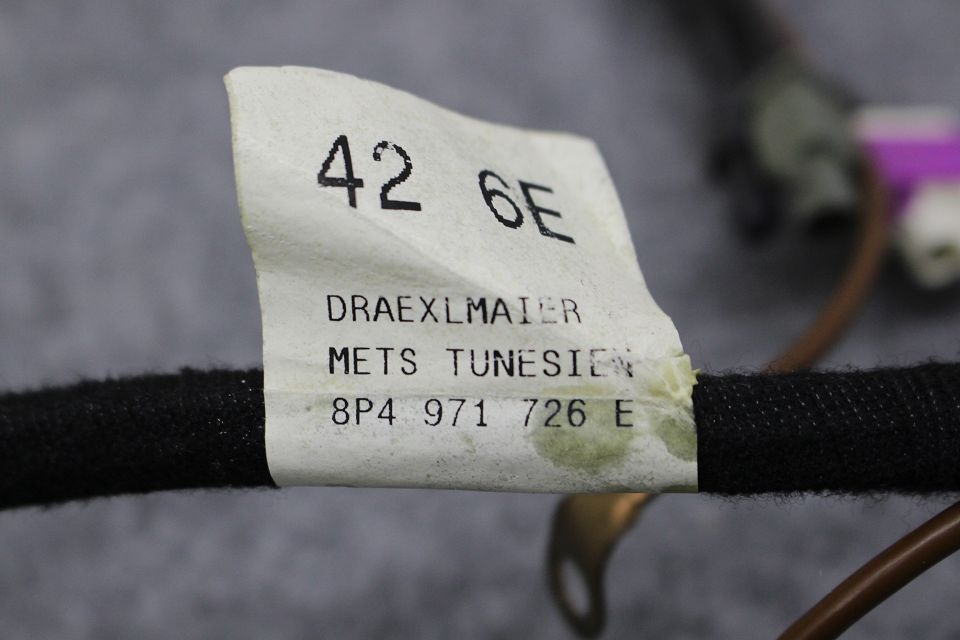 42 6E
DRAEXLMAIER
METS TUNESIEN
8P4 971 726 E